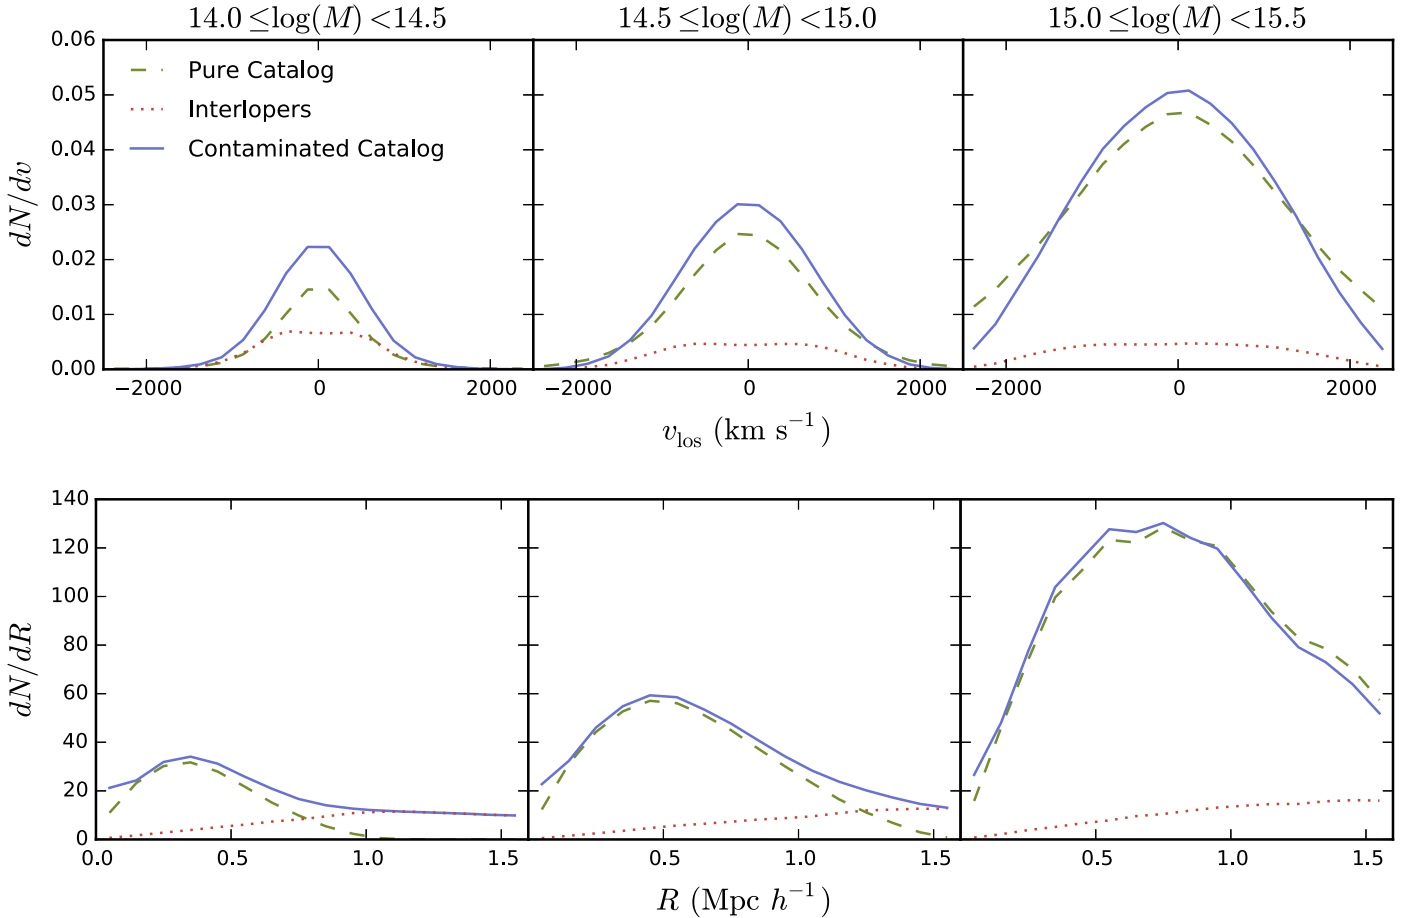 14.0 ≤log(M) <14.5
14.5 ≤log(M) <15.0
15.0 ≤log(M) <15.5
0.06
0.05
0.04
0.03
0.02
0.01
0.00
dN/dv
Pure Catalog
Interlopers
Contaminated Catalog
−2000 0 2000
−2000 0 2000
−2000 0 2000
v_los (km s⁻¹)
140
120
100
80
60
40
20
0
dN/dR
0.0 0.5 1.0 1.5
0.5 1.0 1.5
0.5 1.0 1.5
R (Mpc h⁻¹)